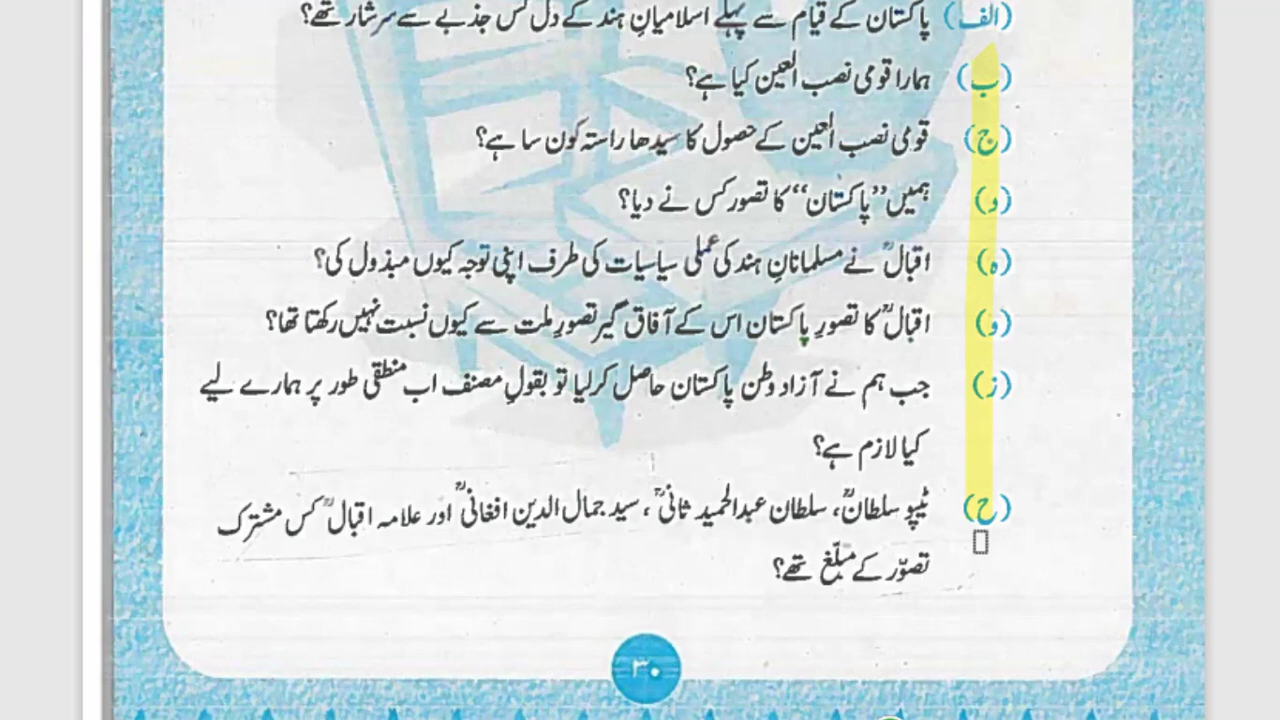 (الف) پاکستان کے قیام سے پہلے اسلامیانِ ہند کے دل کس جذبے سے سرشار تھے؟
(ب) ہمارا قومی نصب العین کیا ہے؟
(ج) قومی نصب العین کے حصول کا سیدھا راستہ کون سا ہے؟
(د) ہمیں ”پاکستان“ کا تصور کس نے دیا؟
(ہ) اقبالؒ نے مسلمانانِ ہند کی عملی سیاسیات کی طرف اپنی توجہ کیوں مبذول کی؟
(و) اقبالؒ کا تصورِ پاکستان اس کے آفاق گیر تصورِ ملت سے کیوں نسبت نہیں رکھتا تھا؟
(ز) جب ہم نے آزاد وطن پاکستان حاصل کرلیا تو بقولِ مصنف اب منطقی طور پر ہمارے لیے
کیا لازم ہے؟
(ح) ٹیپو سلطانؒ، سلطان عبدالحمید ثانیؒ، سید جمال الدین افغانیؒ اور علامہ اقبالؒ کس مشترک
تصوّر کے مبلّغ تھے؟
۳۰